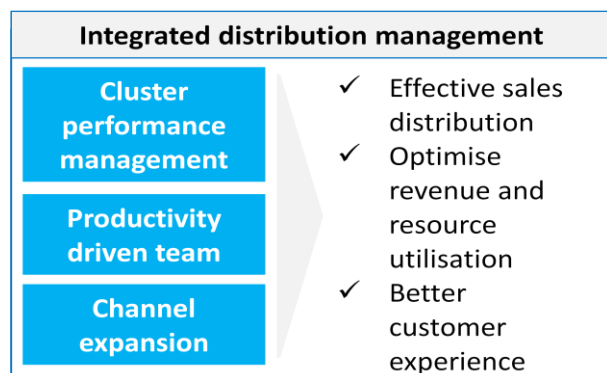 Integrated distribution management
Cluster
performance
management
Productivity
driven team
Channel
expansion
✓ Effective sales
distribution
✓ Optimise
revenue and
resource
utilisation
✓ Better
customer
experience